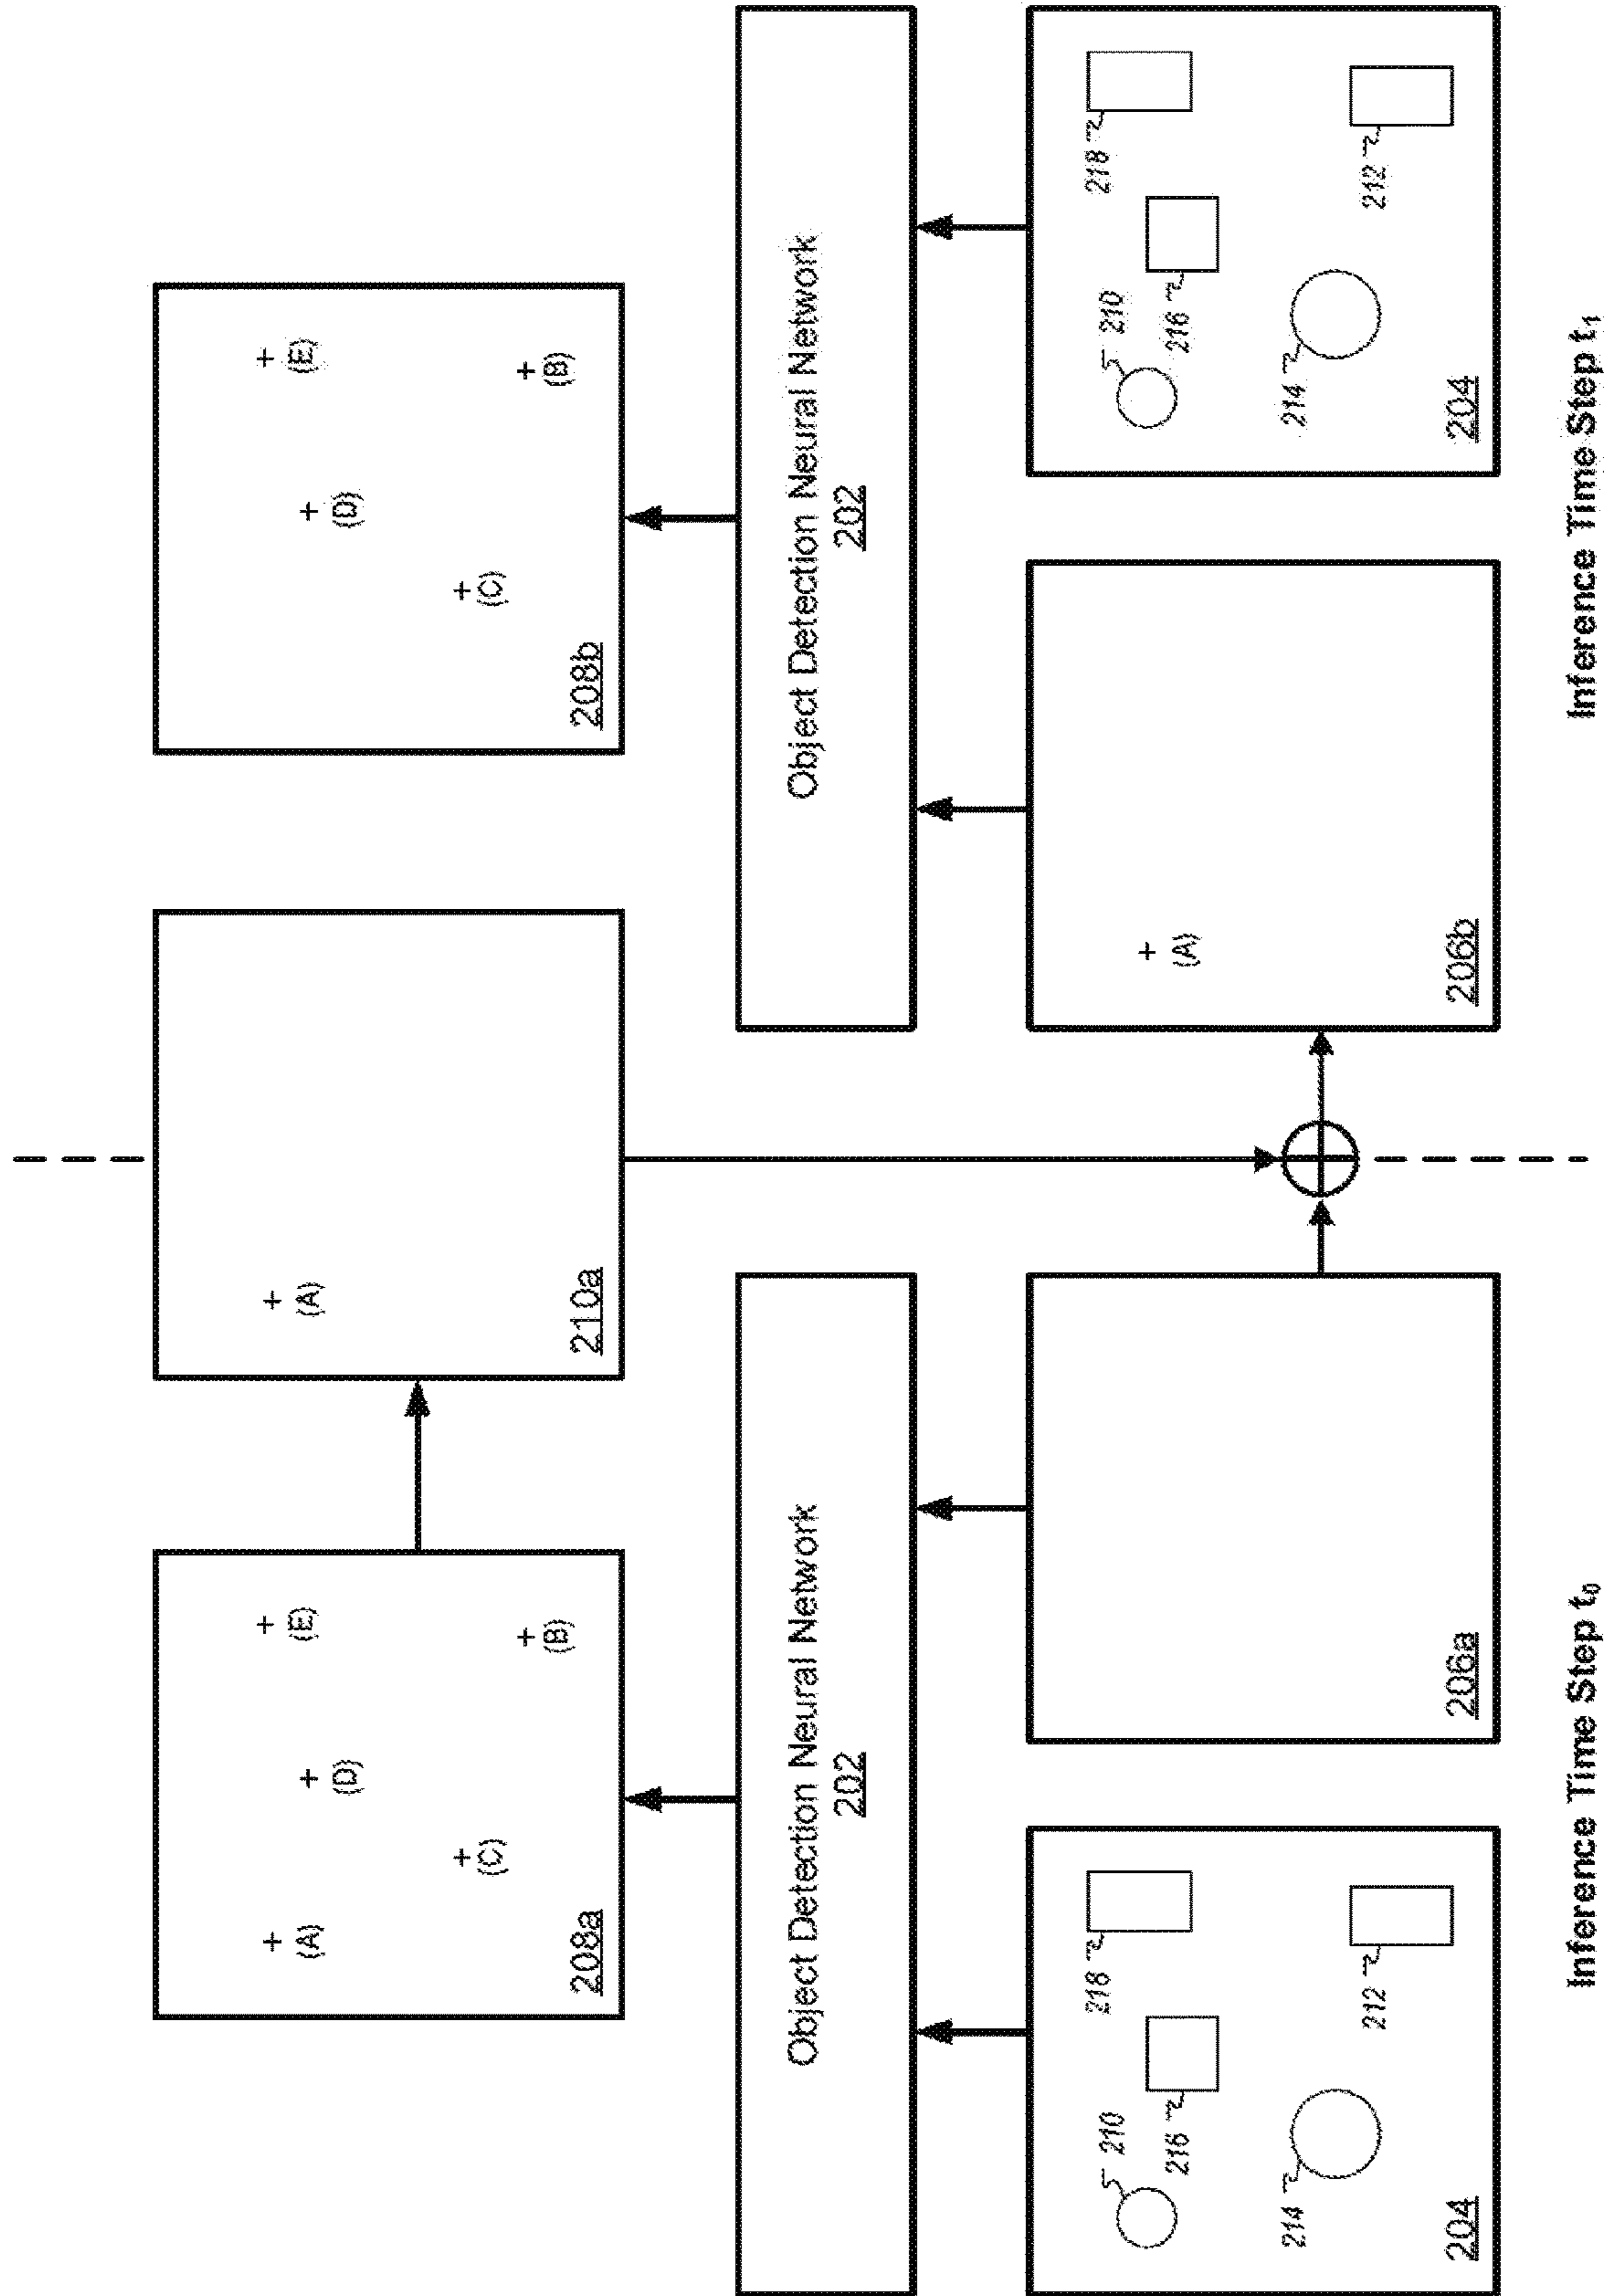 +
(A)
+
(D)
+
(E)
+
(C)
+
(B)
208a
+
(A)
210a
+
(D)
+
(E)
+
(C)
+
(B)
208b
Object Detection Neural Network
202
Object Detection Neural Network
202
210
216
218
214
212
204
206a
+
(A)
206b
210
216
218
214
212
204
Inference Time Step t₀
Inference Time Step t₁